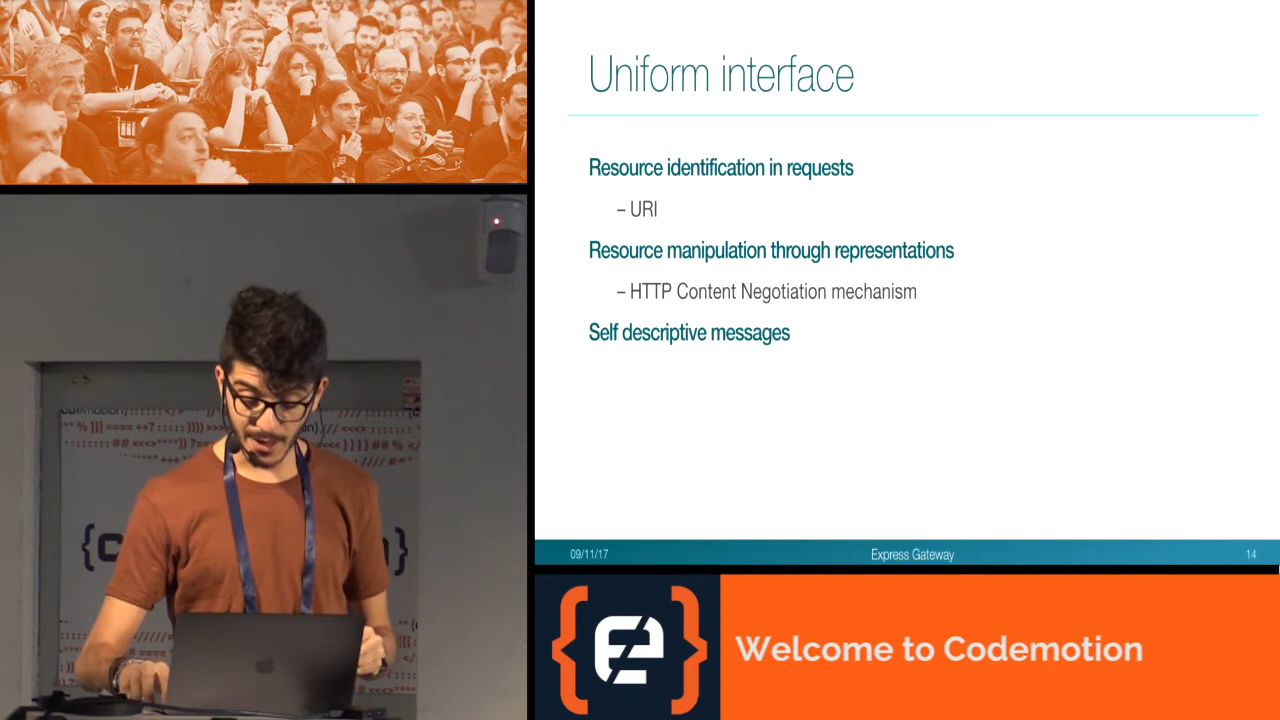 Uniform interface
Resource identification in requests
– URI
Resource manipulation through representations
– HTTP Content Negotiation mechanism
Self descriptive messages
09/11/17
Express Gateway
14
Welcome to Codemotion